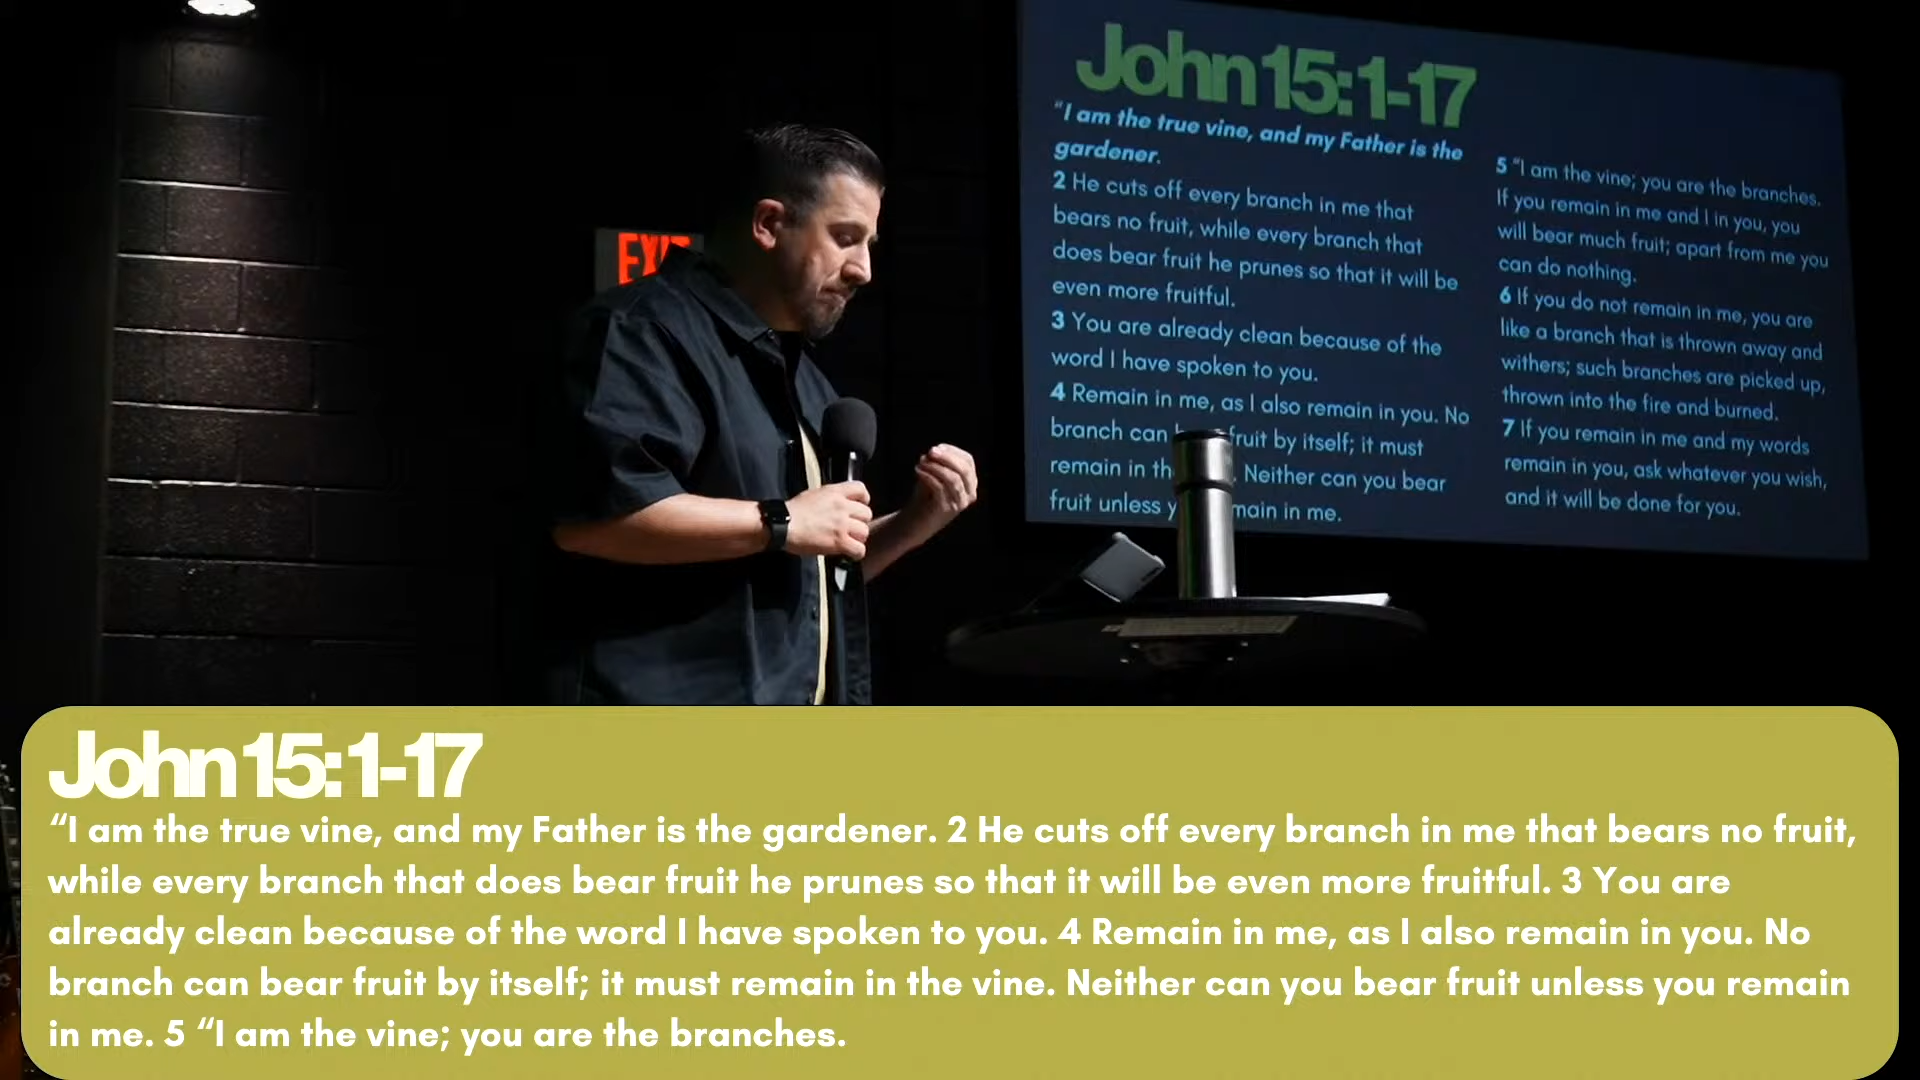 John 15:1-17
"I am the true vine, and my Father is the
gardener.
2 He cuts off every branch in me that
bears no fruit, while every branch that
does bear fruit he prunes so that it will be
even more fruitful.
3 You are already clean because of the
word I have spoken to you.
4 Remain in me, as I also remain in you. No
branch can fruit by itself; it must
remain in Neither can you bear
fruit unless main in me.
5 "I am the vine; you are the branches.
If you remain in me and I in you, you
will bear much fruit; apart from me you
can do nothing.
6 If you do not remain in me, you are
like a branch that is thrown away and
withers; such branches are picked up,
thrown into the fire and burned.
7 If you remain in me and my words
remain in you, ask whatever you wish,
and it will be done for you.
EXIT
John 15:1-17
“I am the true vine, and my Father is the gardener. 2 He cuts off every branch in me that bears no fruit,
while every branch that does bear fruit he prunes so that it will be even more fruitful. 3 You are
already clean because of the word I have spoken to you. 4 Remain in me, as I also remain in you. No
branch can bear fruit by itself; it must remain in the vine. Neither can you bear fruit unless you remain
in me. 5 “I am the vine; you are the branches.